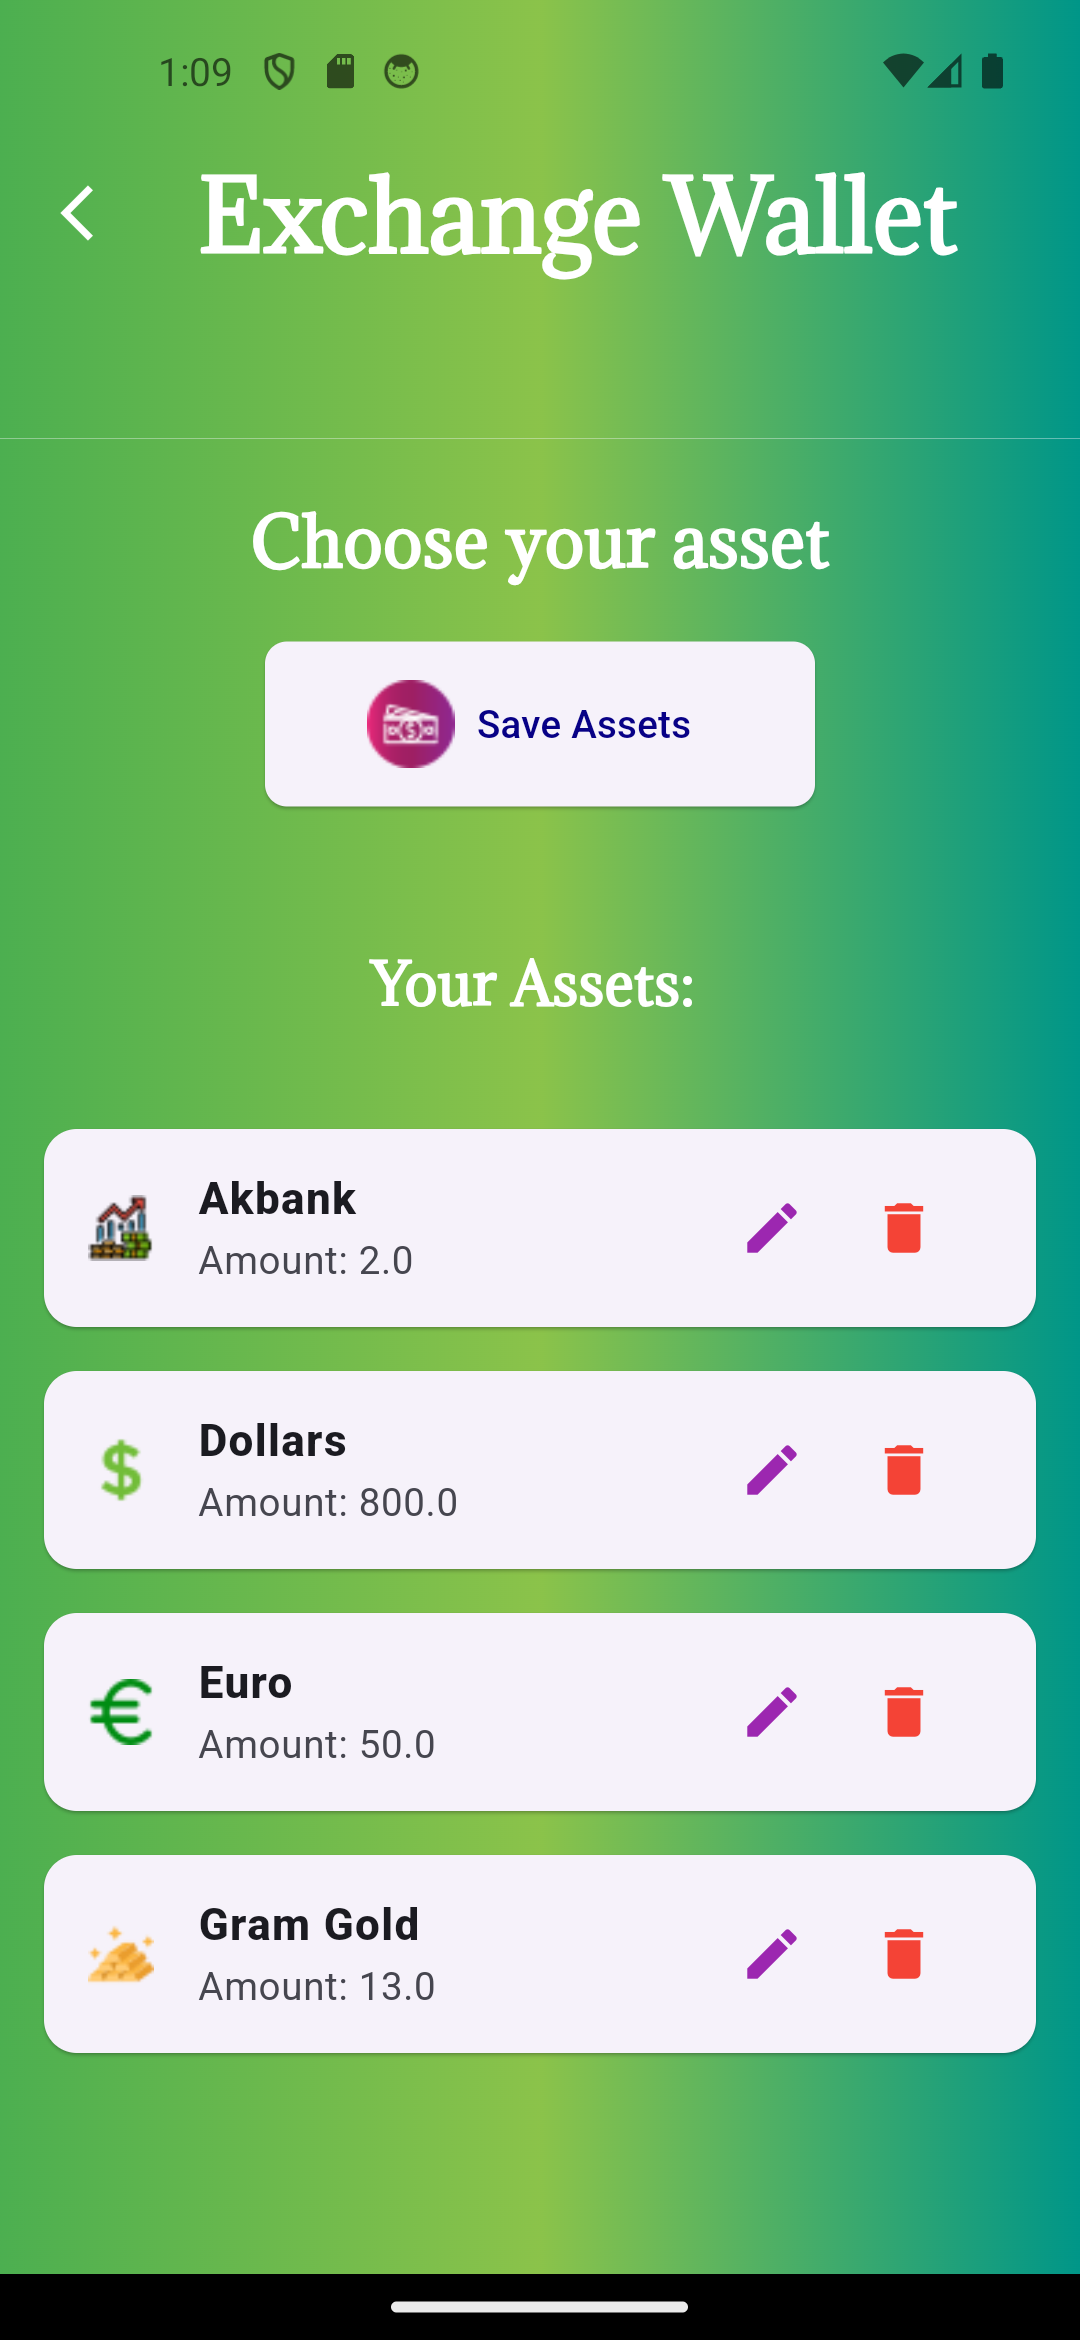 1:09
Exchange Wallet
Choose your asset
Save Assets
Your Assets:
Akbank
Amount: 2.0
Dollars
Amount: 800.0
Euro
Amount: 50.0
Gram Gold
Amount: 13.0